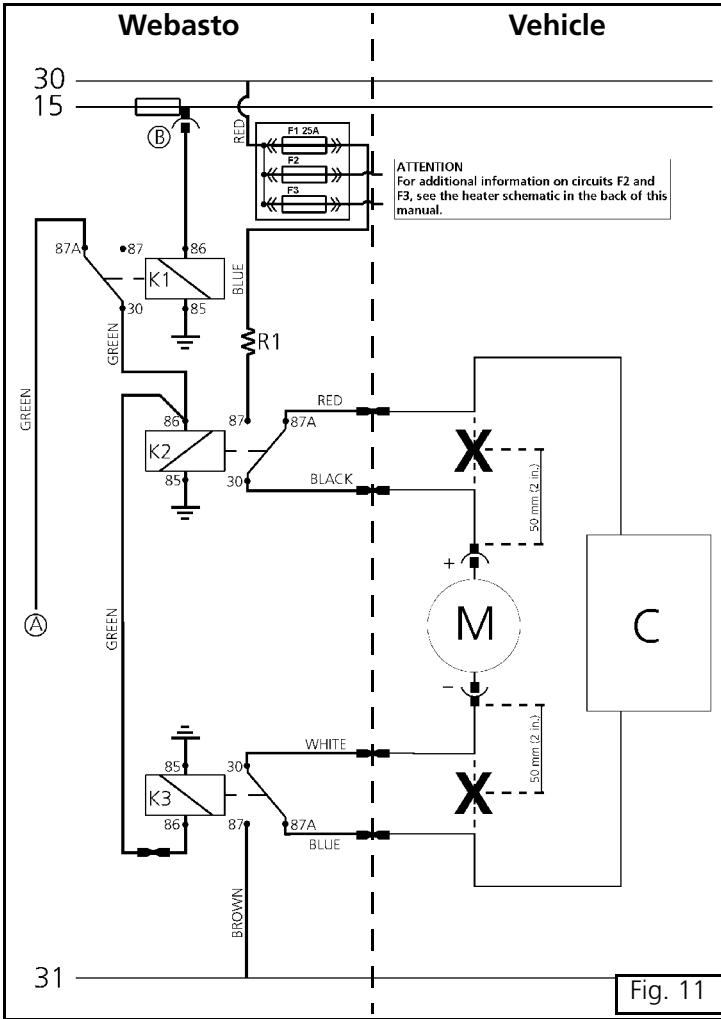 Webasto
Vehicle
30
15
B
RED
F1 25A
F2
F3
ATTENTION
For additional information on circuits F2 and
F3, see the heater schematic in the back of this
manual.
87A
87
86
K1
30
85
GREEN
GREEN
BLUE
R1
RED
86
87
87A
K2
85
30
BLACK
50 mm (2 in.)
+
M
C
A
GREEN
–
WHITE
50 mm (2 in.)
85
30
K3
86
87
87A
BLUE
BROWN
31
Fig. 11